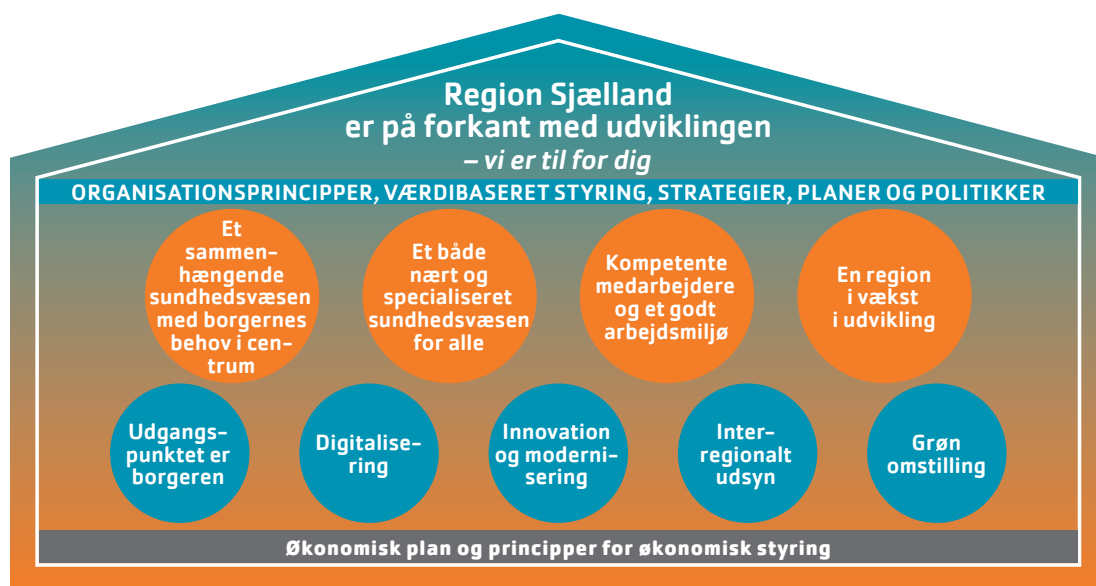 Region Sjælland
er på forkant med udviklingen
– vi er til for dig
ORGANISATIONSPRINCIPPER, VÆRDIBASERET STYRING, STRATEGIER, PLANER OG POLITIKKER
Et
sammen-
hængende
sundhedsvæsen
med borgernes
behov i cen-
trum
Et både
nært og
specialiseret
sundhedsvæsen
for alle
Kompetente
medarbejdere
og et godt
arbejdsmiljø
En region
i vækst
i udvikling
Udgangs-
punktet er
borgeren
Digitalise-
ring
Innovation
og moderni-
sering
Inter-
regionalt
udsyn
Grøn
omstilling
Økonomisk plan og principper for økonomisk styring